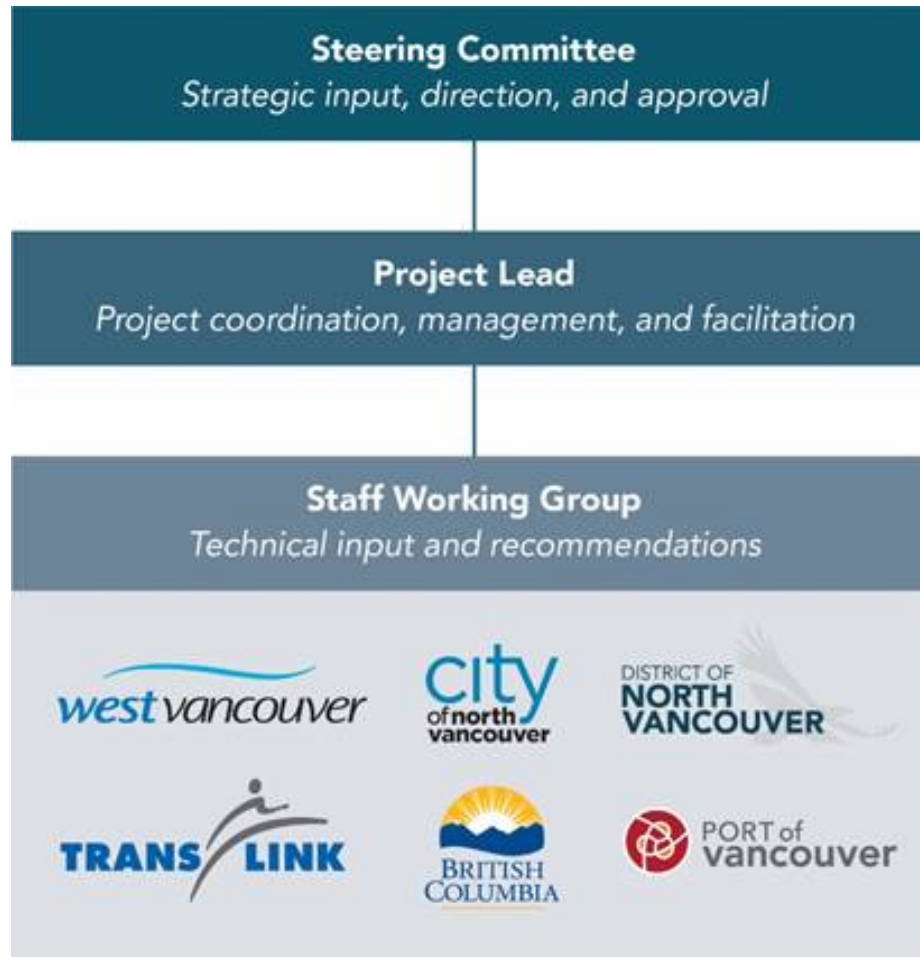 Steering Committee
Strategic input, direction, and approval
Project Lead
Project coordination, management, and facilitation
Staff Working Group
Technical input and recommendations
west vancouver
city
of north
vancouver
DISTRICT OF
NORTH
VANCOUVER
TRANS LINK
BRITISH
COLUMBIA
PORT of
vancouver